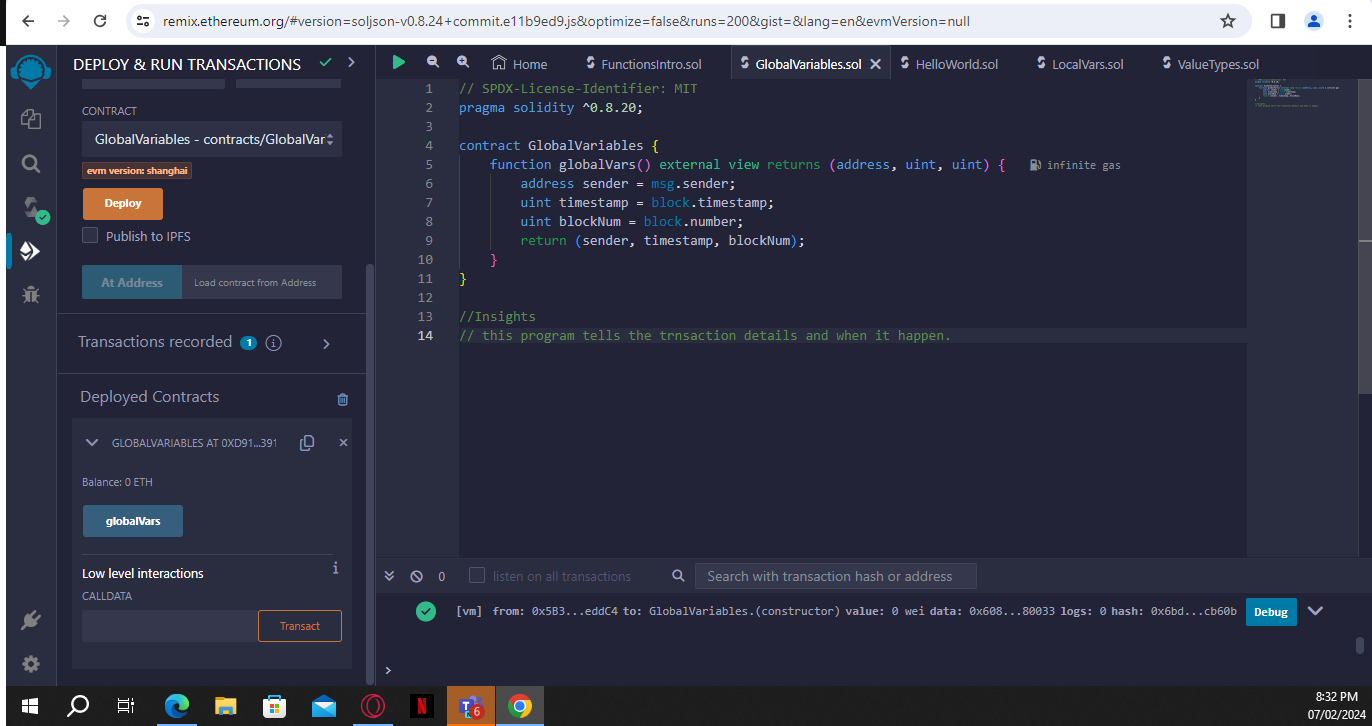 remix.ethereum.org/#version=soljson-v0.8.24+commit.e11b9ed9.js&optimize=false&runs=200&gist=&lang=en&evmVersion=null
DEPLOY & RUN TRANSACTIONS
CONTRACT
GlobalVariables - contracts/GlobalVar
evm version: shanghai
Deploy
Publish to IPFS
At Address
Load contract from Address
Transactions recorded 1 i
Deployed Contracts
GLOBALVARIABLES AT 0XD91...391
Balance: 0 ETH
globalVars
Low level interactions i
CALLDATA
Transact
Home FunctionsIntro.sol GlobalVariables.sol HelloWorld.sol LocalVars.sol ValueTypes.sol
1 // SPDX-License-Identifier: MIT
2 pragma solidity ^0.8.20;
3
4 contract GlobalVariables {
5 function globalVars() external view returns (address, uint, uint) { infinite gas
6 address sender = msg.sender;
7 uint timestamp = block.timestamp;
8 uint blockNum = block.number;
9 return (sender, timestamp, blockNum);
10 }
11 }
12
13 //Insights
14 // this program tells the trnsaction details and when it happen.
0 listen on all transactions Search with transaction hash or address
[vm] from: 0x5B3...eddC4 to: GlobalVariables.(constructor) value: 0 wei data: 0x608...80033 logs: 0 hash: 0x6bd...cb60b Debug
>
N T 6
8:32 PM
07/02/2024